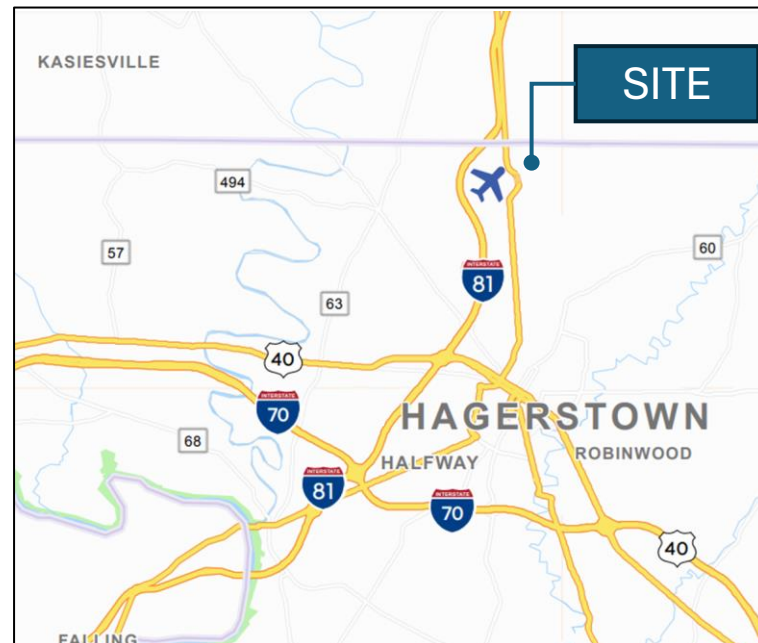 KASIESVILLE
SITE
494
57
60
INTERSTATE
81
63
40
INTERSTATE
70
HAGERSTOWN
68
HALFWAY
ROBINWOOD
INTERSTATE
81
INTERSTATE
70
40
FALLING